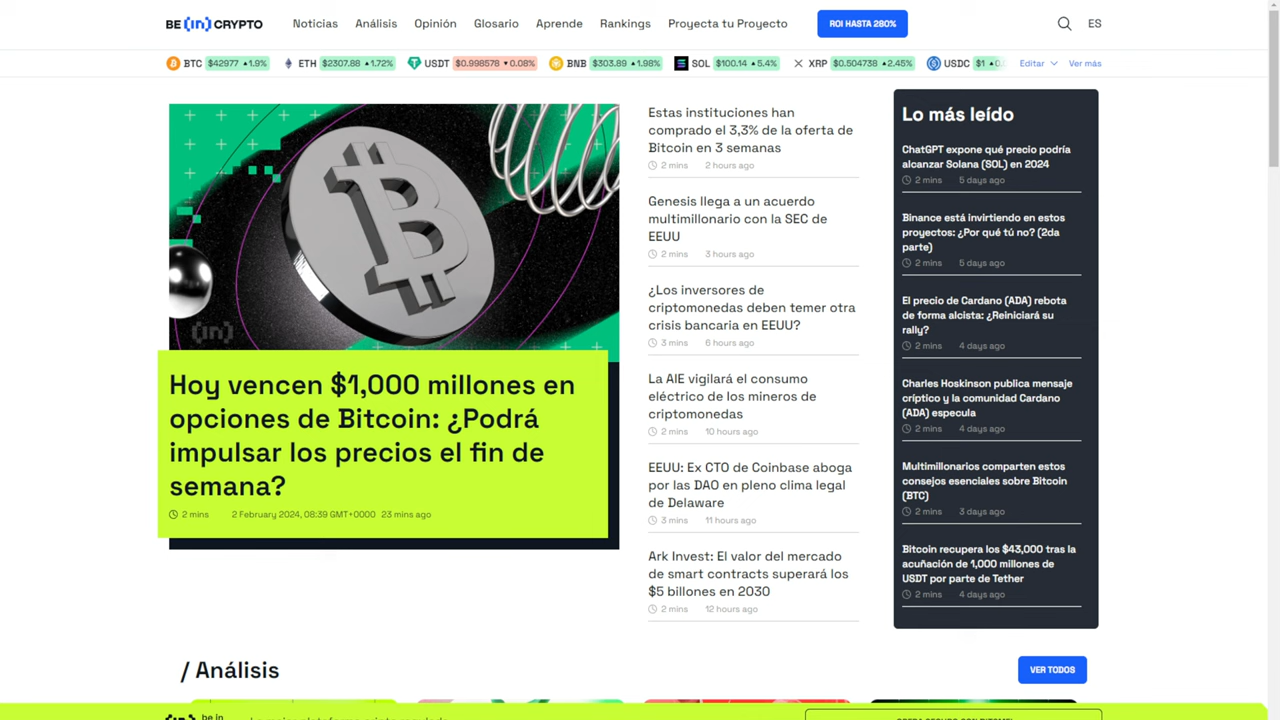 BE [in] CRYPTO
Noticias
Análisis
Opinión
Glosario
Aprende
Rankings
Proyecta tu Proyecto
ROI HASTA 280%
ES
BTC $42977 ▲1.9%
ETH $2307.88 ▲1.72%
USDT $0.998578 ▼0.08%
BNB $303.89 ▲1.98%
SOL $100.14 ▲5.4%
XRP $0.504738 ▲2.45%
USDC $1
Editar
Ver más
[in]
Hoy vencen $1,000 millones en
opciones de Bitcoin: ¿Podrá
impulsar los precios el fin de
semana?
2 mins 2 February 2024, 08:39 GMT+0000 23 mins ago
Estas instituciones han
comprado el 3,3% de la oferta de
Bitcoin en 3 semanas
2 mins 2 hours ago
Genesis llega a un acuerdo
multimillonario con la SEC de
EEUU
2 mins 3 hours ago
¿Los inversores de
criptomonedas deben temer otra
crisis bancaria en EEUU?
3 mins 6 hours ago
La AIE vigilará el consumo
eléctrico de los mineros de
criptomonedas
2 mins 10 hours ago
EEUU: Ex CTO de Coinbase aboga
por las DAO en pleno clima legal
de Delaware
3 mins 11 hours ago
Ark Invest: El valor del mercado
de smart contracts superará los
$5 billones en 2030
2 mins 12 hours ago
Lo más leído
ChatGPT expone qué precio podría
alcanzar Solana (SOL) en 2024
2 mins 5 days ago
Binance está invirtiendo en estos
proyectos: ¿Por qué tú no? (2da
parte)
2 mins 5 days ago
El precio de Cardano (ADA) rebota
de forma alcista: ¿Reiniciará su
rally?
2 mins 4 days ago
Charles Hoskinson publica mensaje
críptico y la comunidad Cardano
(ADA) especula
2 mins 4 days ago
Multimillonarios comparten estos
consejos esenciales sobre Bitcoin
(BTC)
2 mins 3 days ago
Bitcoin recupera los $43,000 tras la
acuñación de 1,000 millones de
USDT por parte de Tether
2 mins 4 days ago
/ Análisis
VER TODOS
be in